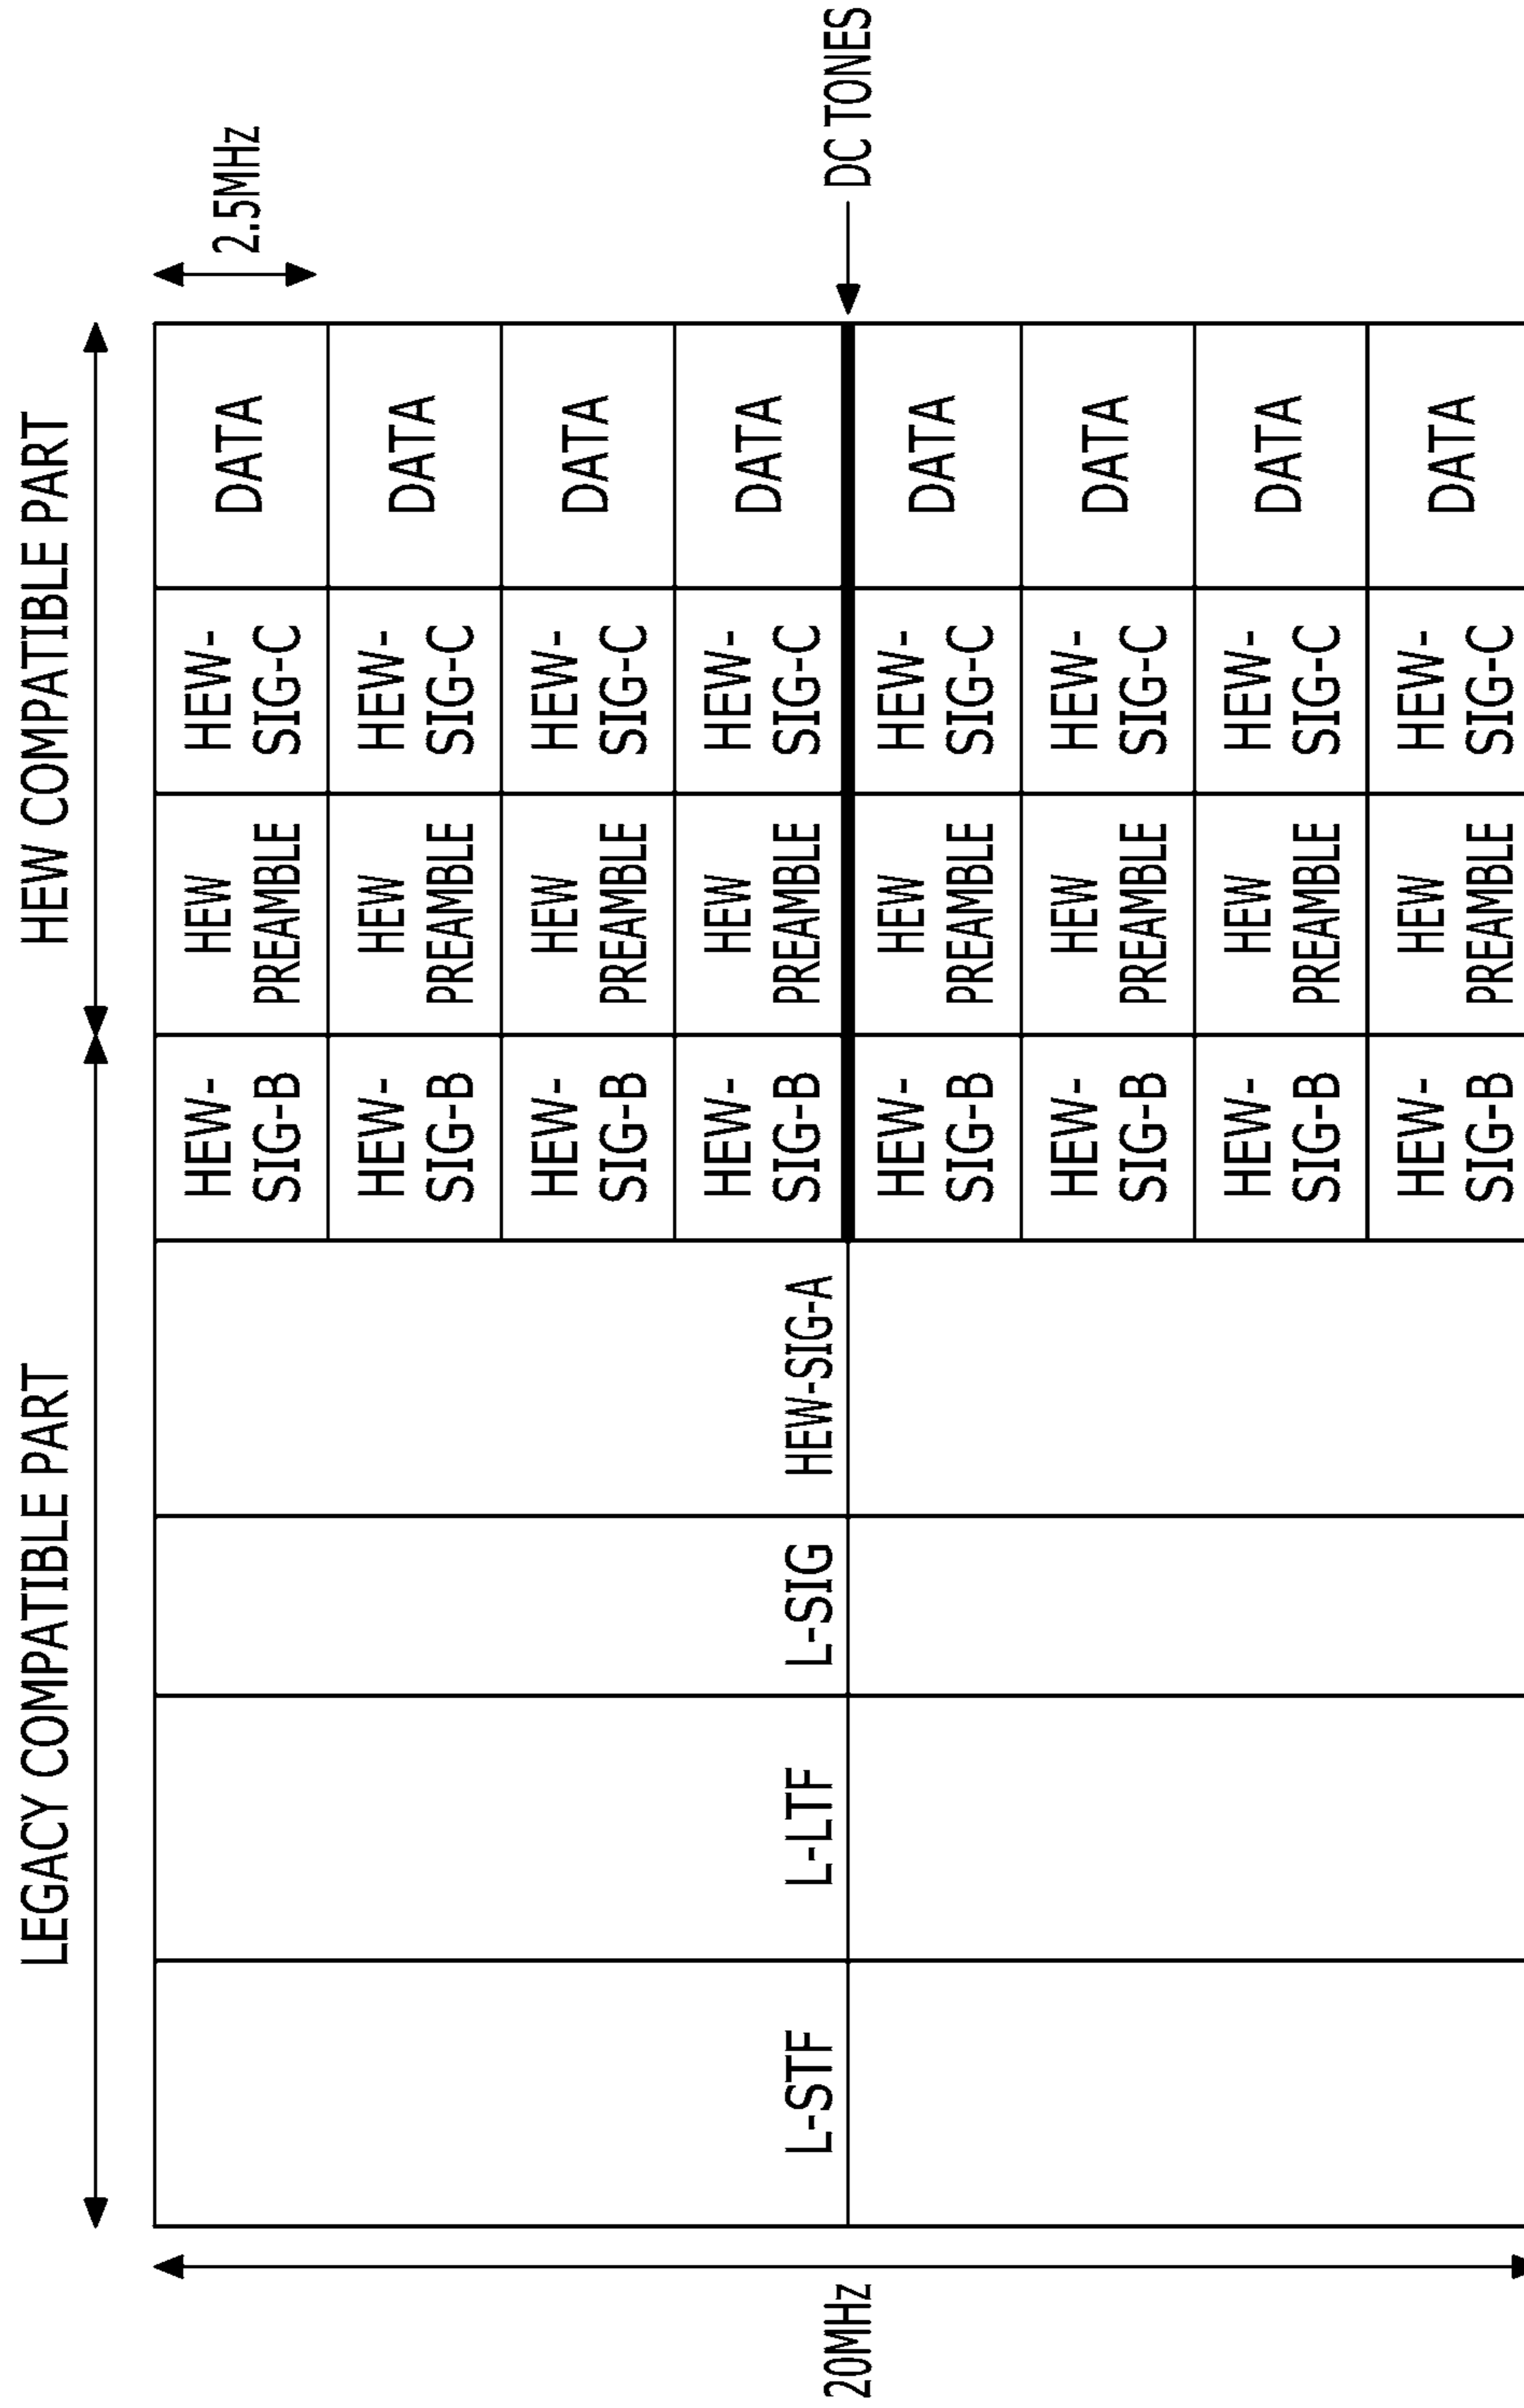 LEGACY COMPATIBLE PART
HEW COMPATIBLE PART
2.5MHz
20MHz
L-STF
L-LTF
L-SIG
HEW-SIG-A
HEW-
SIG-B
HEW
PREAMBLE
HEW-
SIG-C
DATA
HEW-
SIG-B
HEW
PREAMBLE
HEW-
SIG-C
DATA
HEW-
SIG-B
HEW
PREAMBLE
HEW-
SIG-C
DATA
HEW-
SIG-B
HEW
PREAMBLE
HEW-
SIG-C
DATA
DC TONES
HEW-
SIG-B
HEW
PREAMBLE
HEW-
SIG-C
DATA
HEW-
SIG-B
HEW
PREAMBLE
HEW-
SIG-C
DATA
HEW-
SIG-B
HEW
PREAMBLE
HEW-
SIG-C
DATA
HEW-
SIG-B
HEW
PREAMBLE
HEW-
SIG-C
DATA